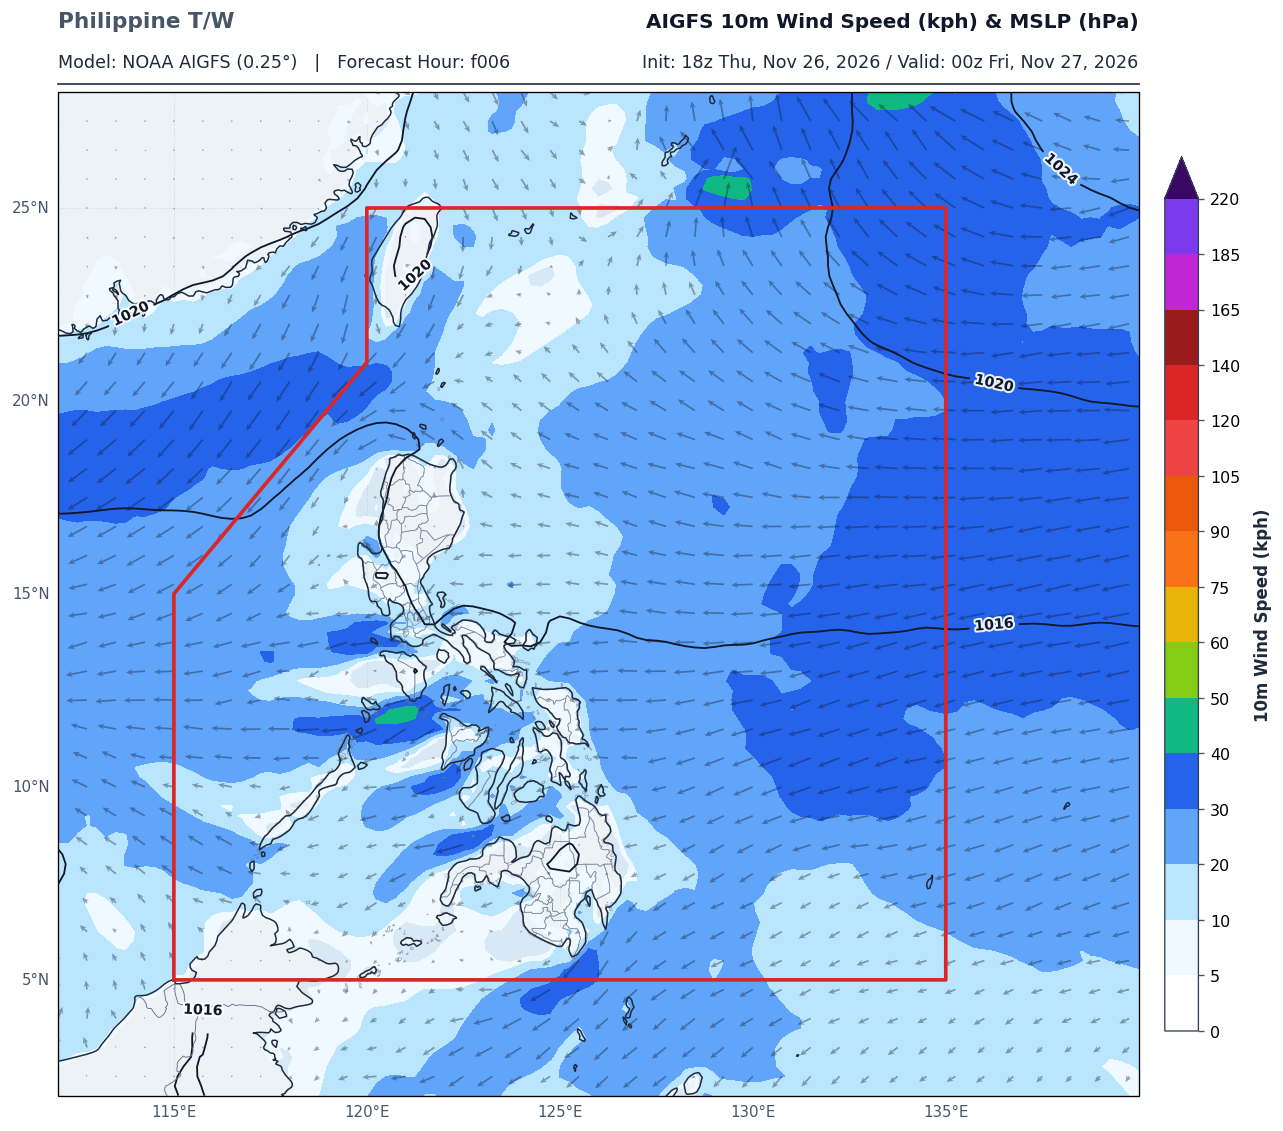 Philippine T/W
AIGFS 10m Wind Speed (kph) & MSLP (hPa)
Model: NOAA AIGFS (0.25°) | Forecast Hour: f006
Init: 18z Thu, Nov 26, 2026 / Valid: 00z Fri, Nov 27, 2026
1024
1020
1020
1020
1016
1016
25°N
20°N
15°N
10°N
5°N
115°E
120°E
125°E
130°E
135°E
220
185
165
140
120
105
90
75
60
50
40
30
20
10
5
0
10m Wind Speed (kph)